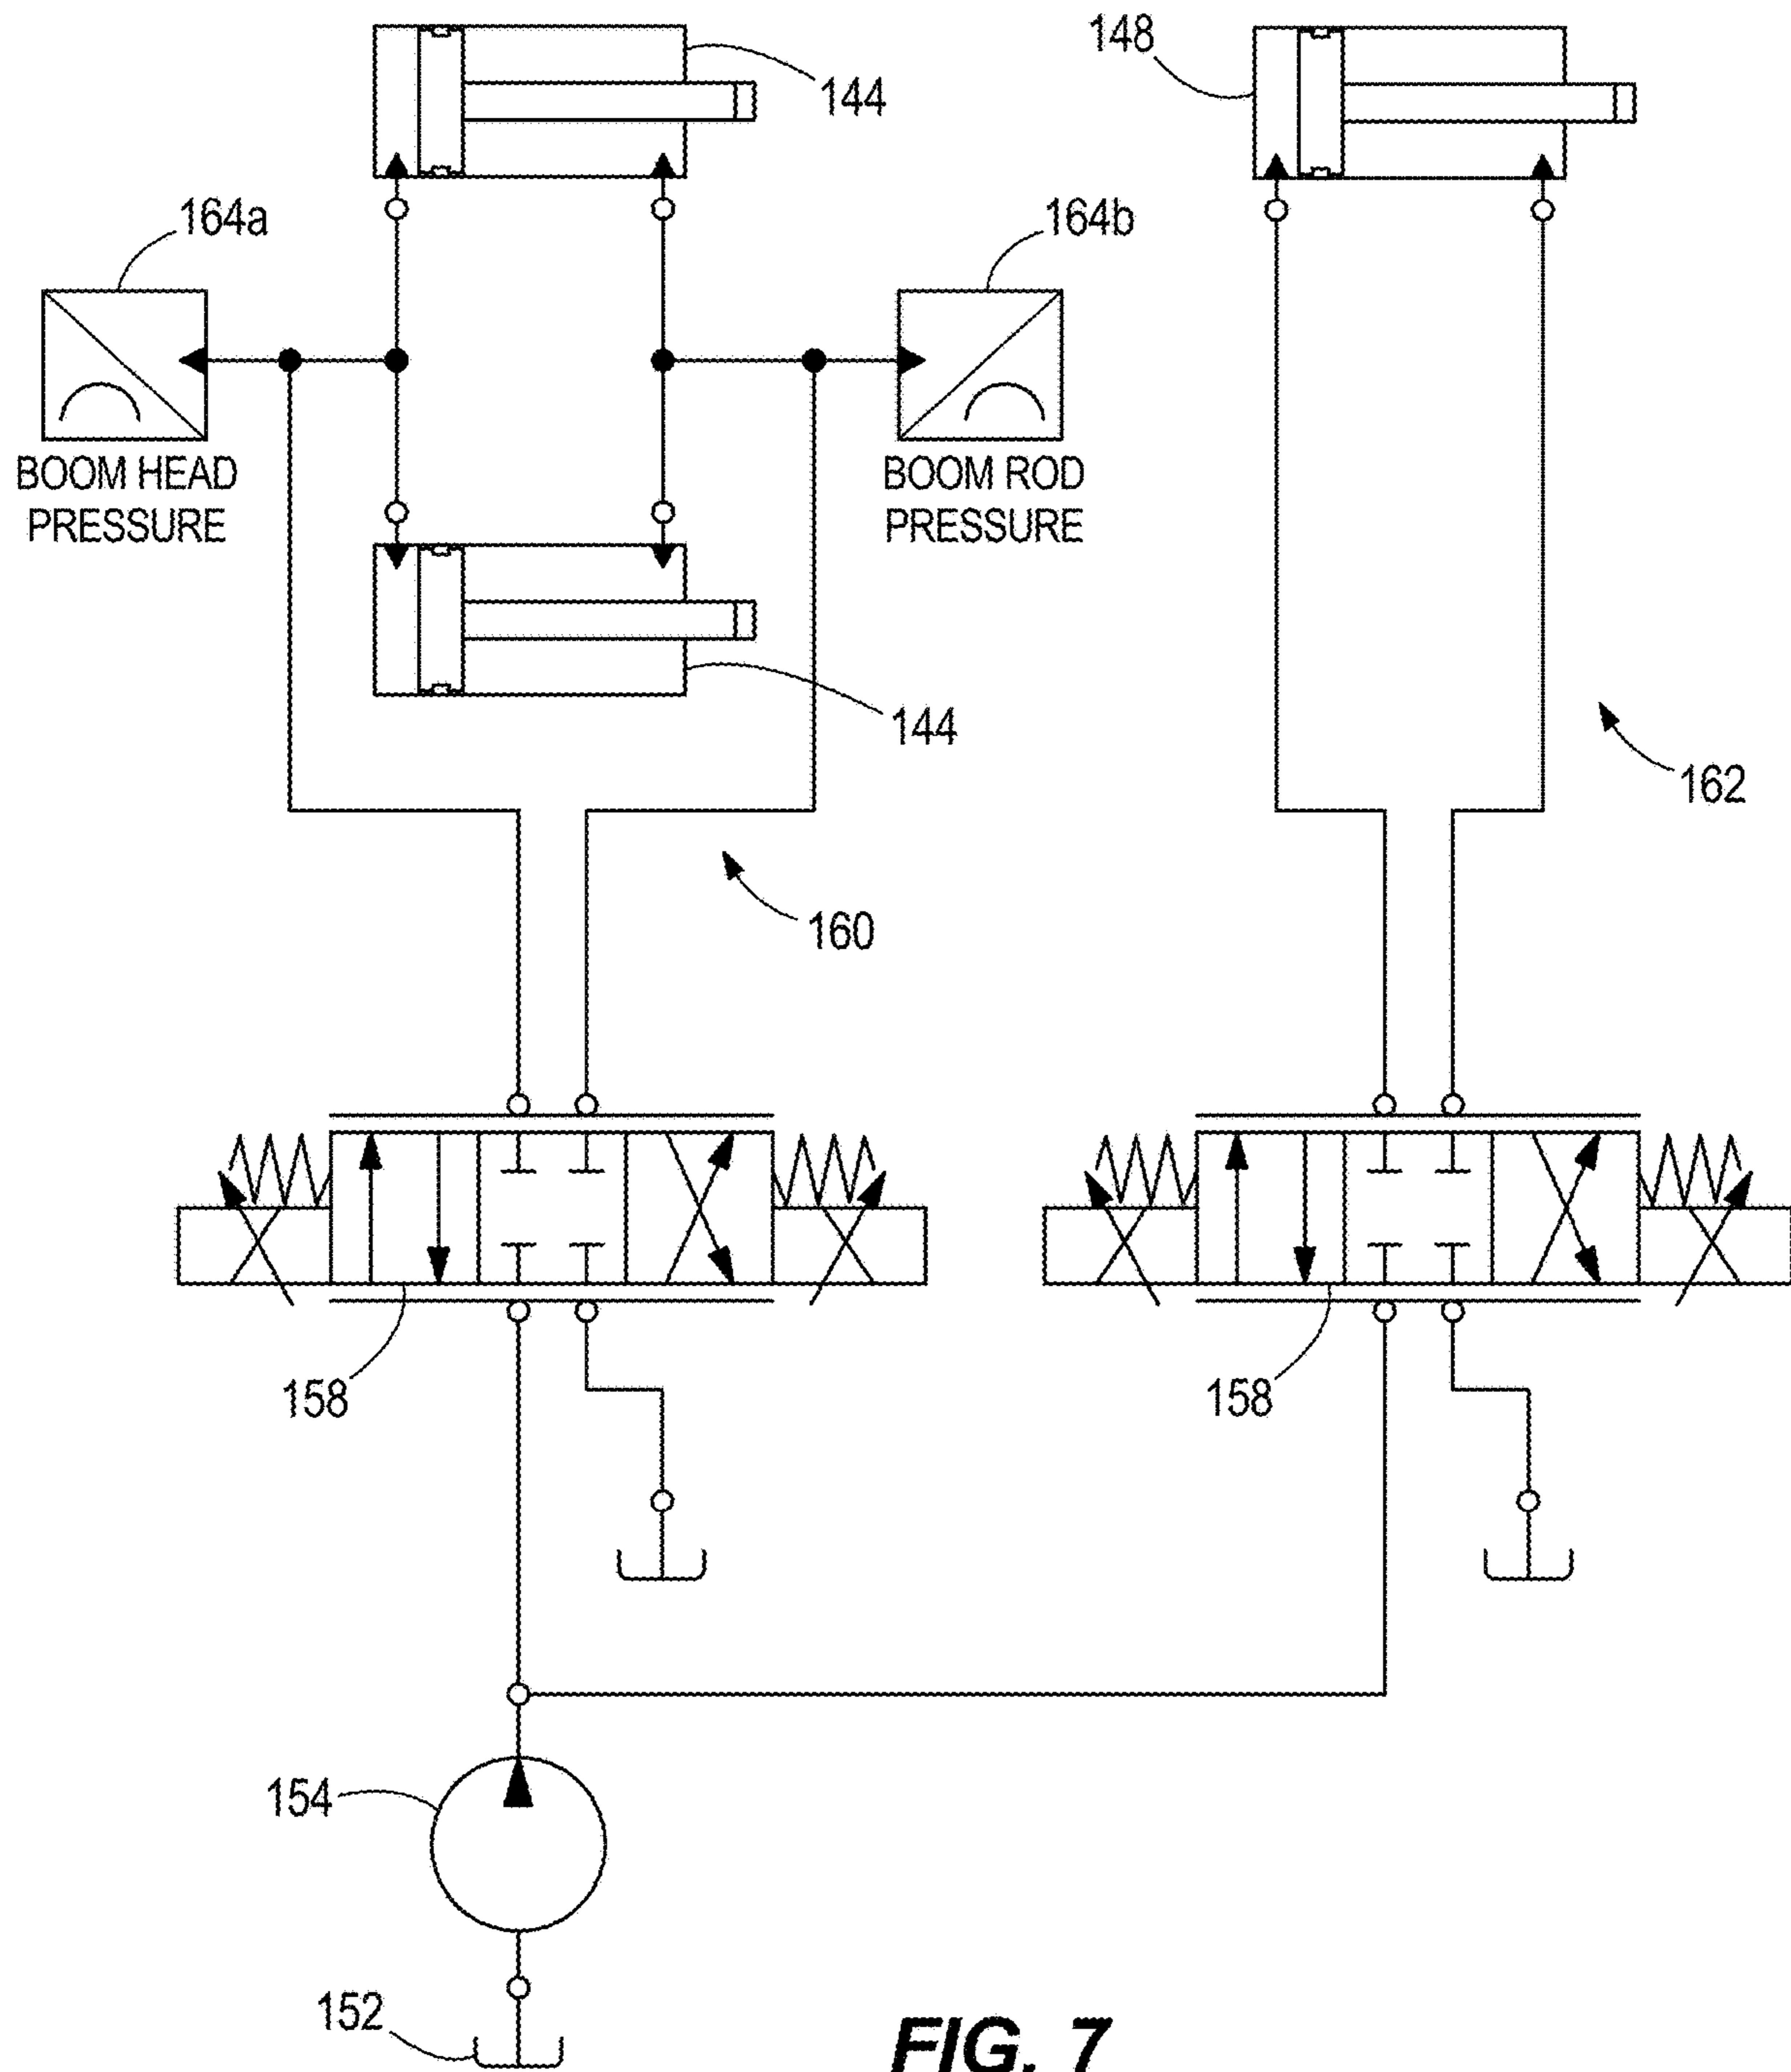 148
144
164a
164b
BOOM HEAD
PRESSURE
BOOM ROD
PRESSURE
144
162
160
158
158
154
152
FIG. 7